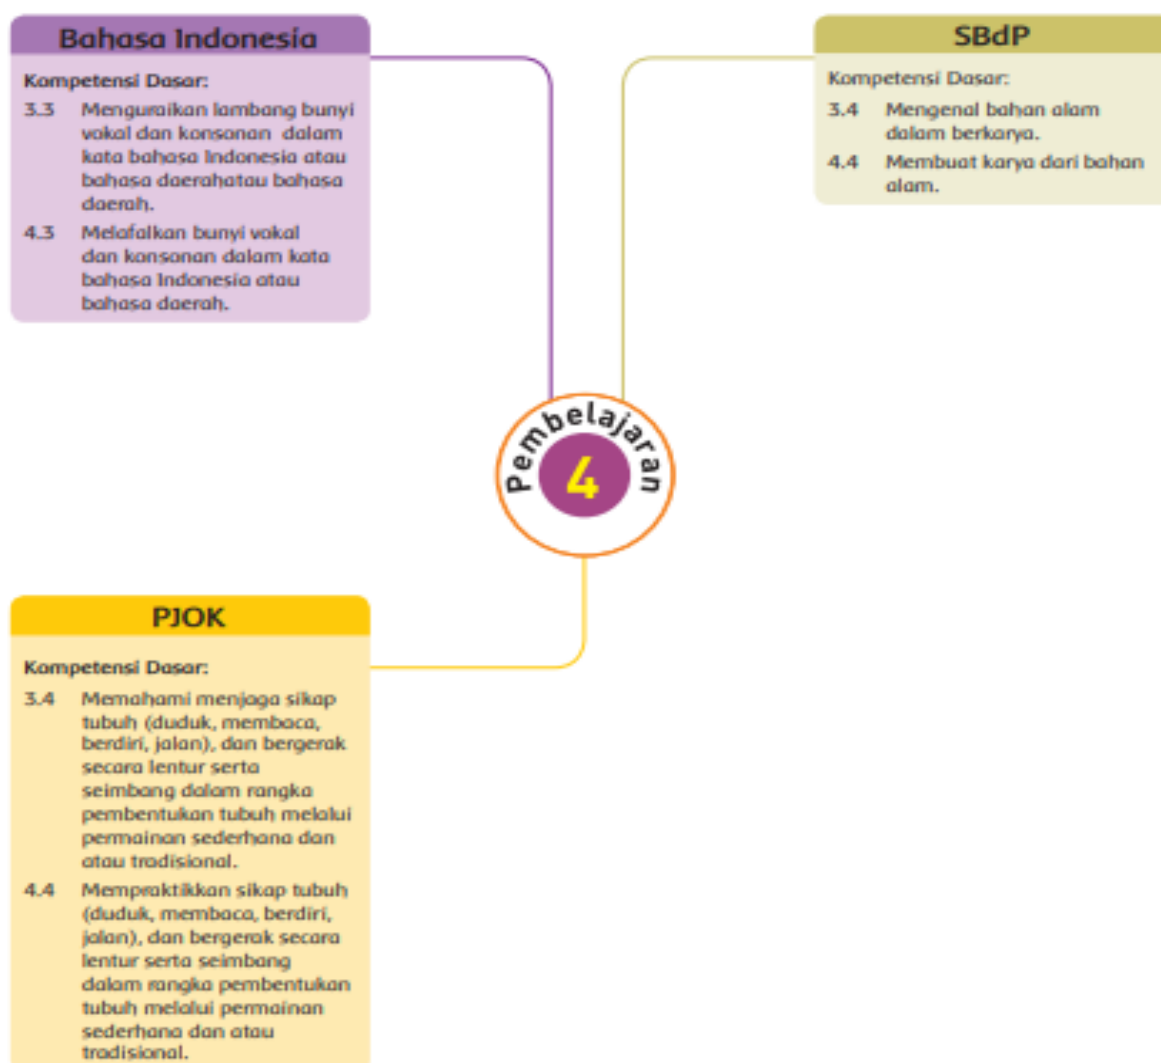 Bahasa Indonesia
Kompetensi Dasar:
3.3 Menguraikan lambang bunyi
vokal dan konsonan dalam
kata bahasa Indonesia atau
bahasa daerahatau bahasa
daerah.
4.3 Melafalkan bunyi vokal
dan konsonan dalam kata
bahasa Indonesia atau
bahasa daerah.
SBdP
Kompetensi Dasar:
3.4 Mengenal bahan alam
dalam berkarya.
4.4 Membuat karya dari bahan
alam.
Pembelajaran
4
PJOK
Kompetensi Dasar:
3.4 Memahami menjaga sikap
tubuh (duduk, membaca,
berdiri, jalan), dan bergerak
secara lentur serta
seimbang dalam rangka
pembentukan tubuh melalui
permainan sederhana dan
atau tradisional.
4.4 Mempraktikkan sikap tubuh
(duduk, membaca, berdiri,
jalan), dan bergerak secara
lentur serta seimbang
dalam rangka pembentukan
tubuh melalui permainan
sederhana dan atau
tradisional.